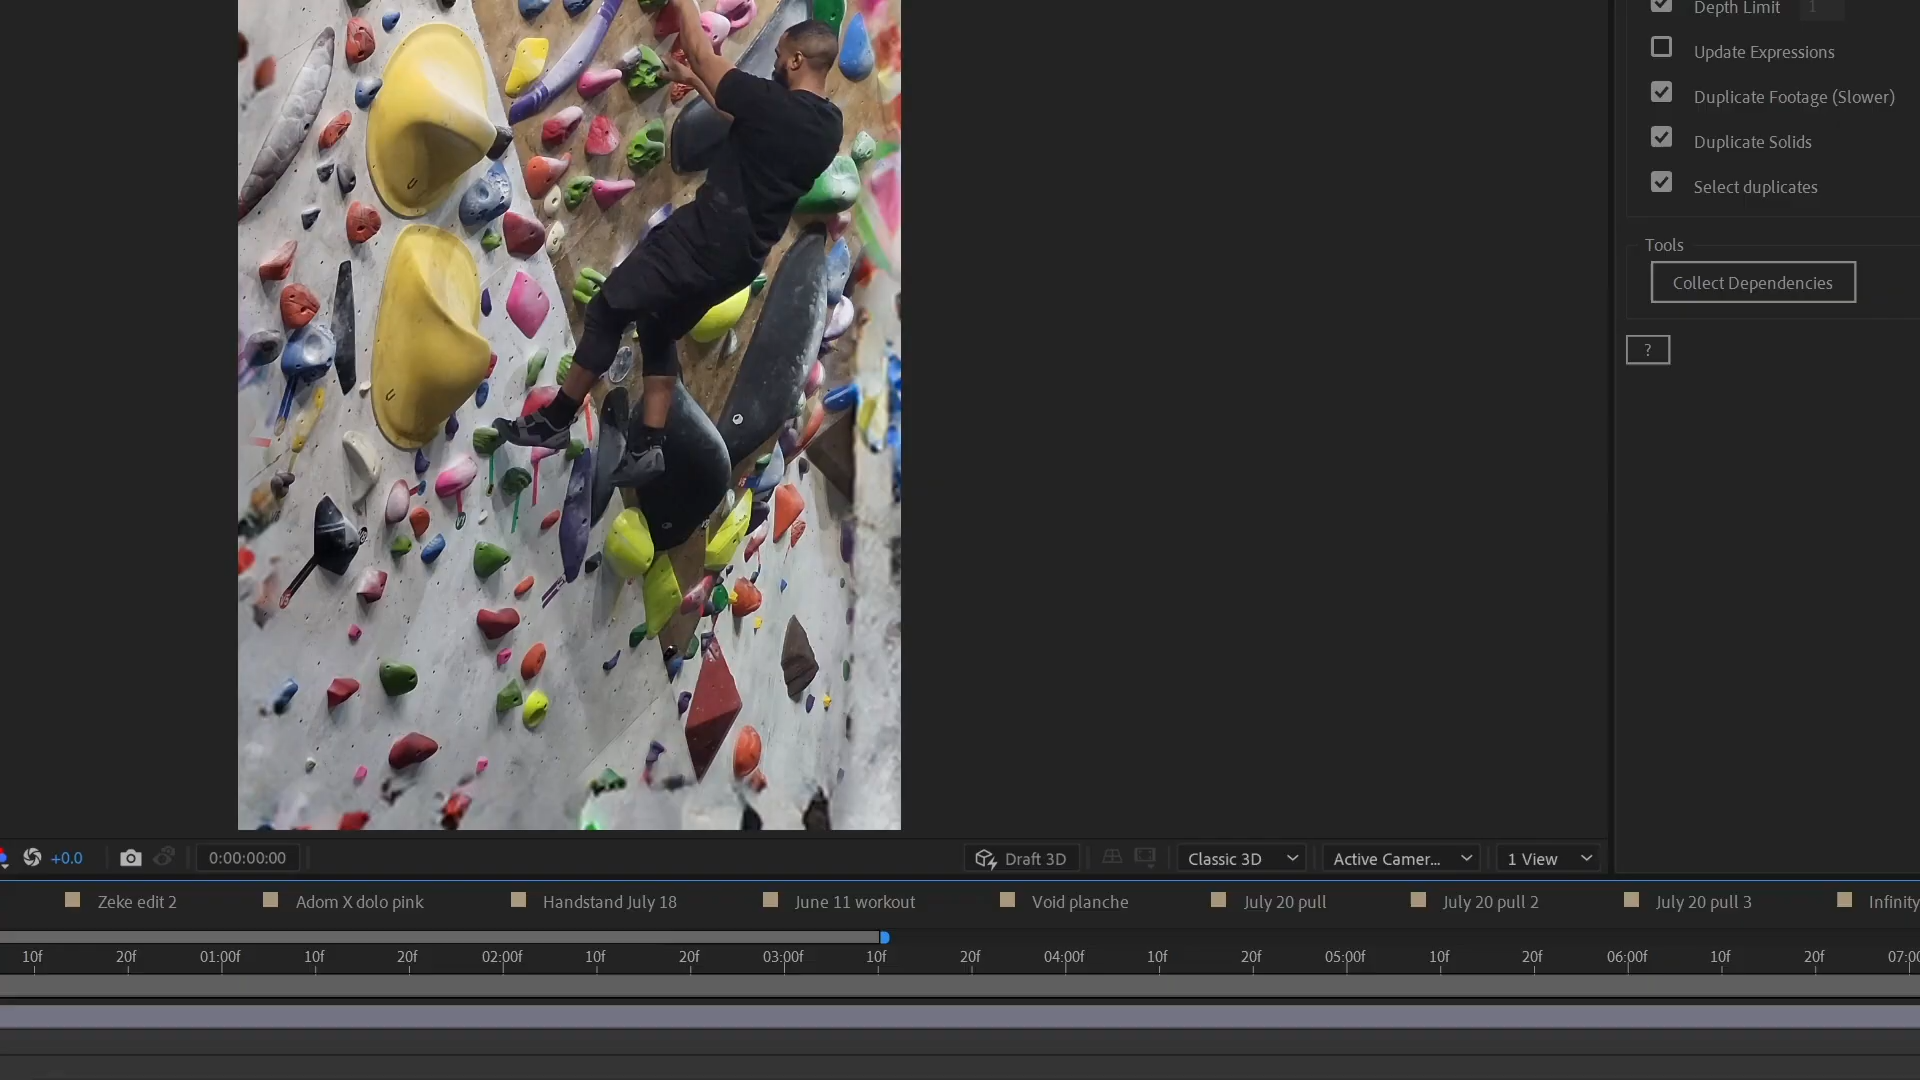 Depth Limit 1
Update Expressions
Duplicate Footage (Slower)
Duplicate Solids
Select duplicates
Tools
Collect Dependencies
?
+0.0
0:00:00:00
Draft 3D
Classic 3D
Active Camer...
1 View
Zeke edit 2
Adom X dolo pink
Handstand July 18
June 11 workout
Void planche
July 20 pull
July 20 pull 2
July 20 pull 3
Infinity
10f 20f 01:00f 10f 20f 02:00f 10f 20f 03:00f 10f 20f 04:00f 10f 20f 05:00f 10f 20f 06:00f 10f 20f 07:00